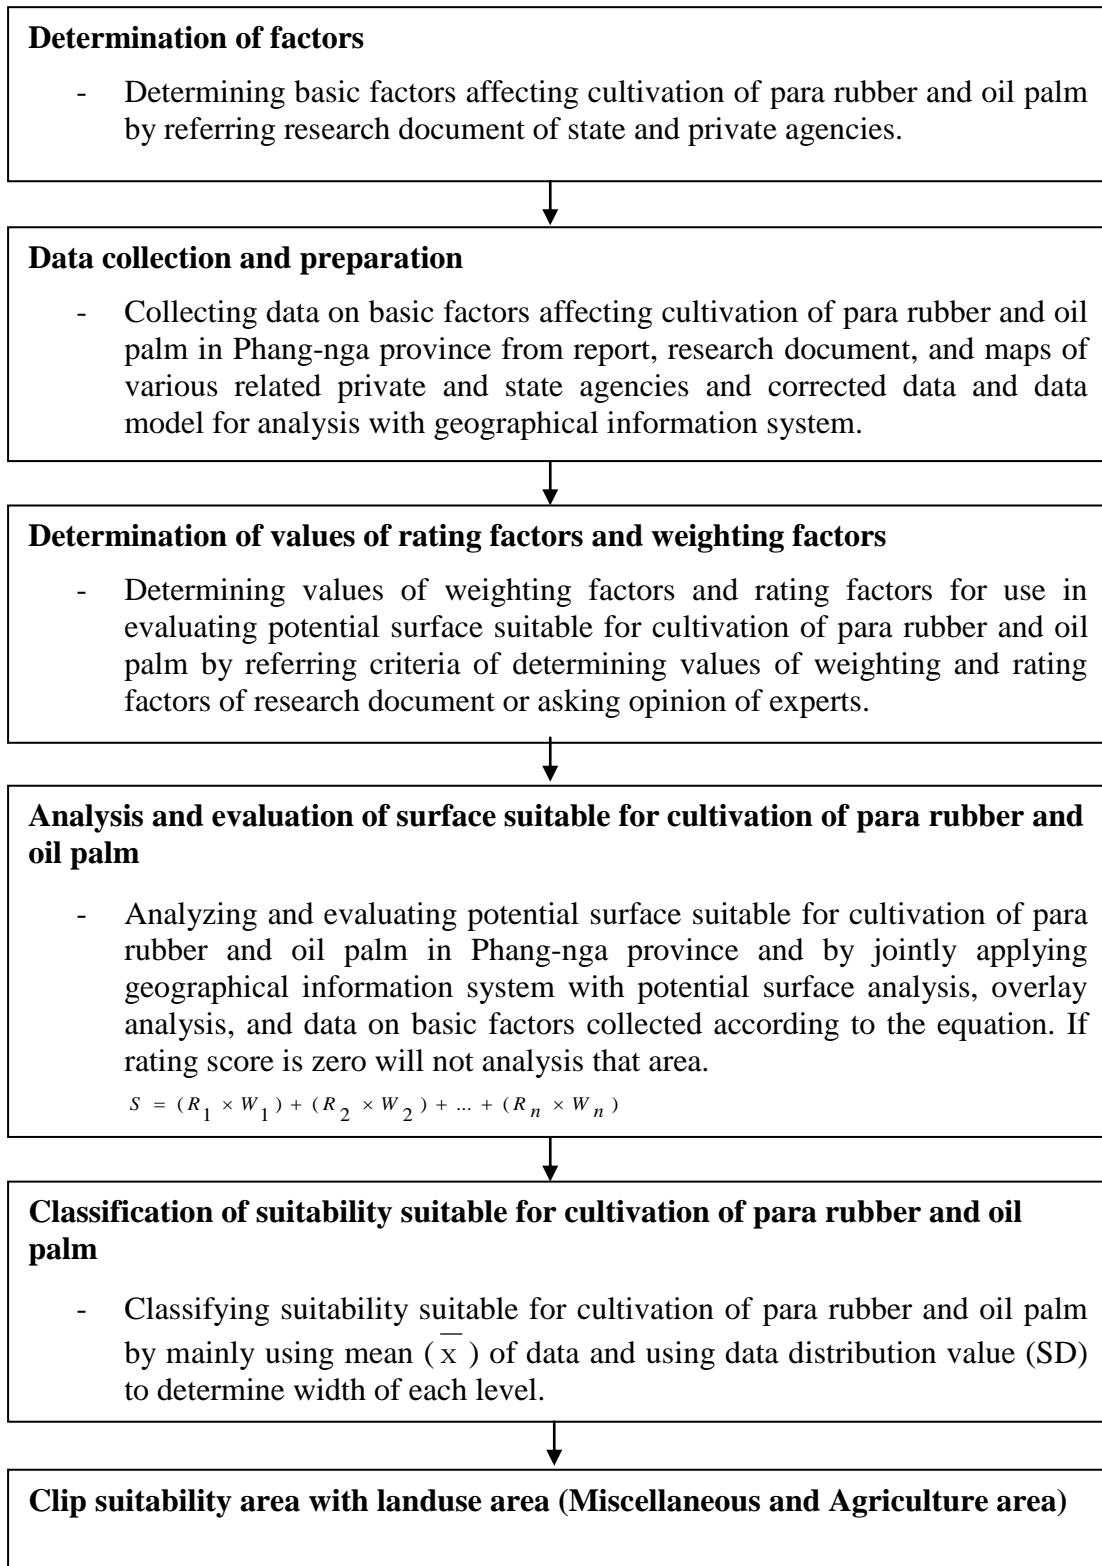 Determination of factors
- Determining basic factors affecting cultivation of para rubber and oil palm
by referring research document of state and private agencies.
Data collection and preparation
- Collecting data on basic factors affecting cultivation of para rubber and oil
palm in Phang-nga province from report, research document, and maps of
various related private and state agencies and corrected data and data
model for analysis with geographical information system.
Determination of values of rating factors and weighting factors
- Determining values of weighting factors and rating factors for use in
evaluating potential surface suitable for cultivation of para rubber and oil
palm by referring criteria of determining values of weighting and rating
factors of research document or asking opinion of experts.
Analysis and evaluation of surface suitable for cultivation of para rubber and
oil palm
- Analyzing and evaluating potential surface suitable for cultivation of para
rubber and oil palm in Phang-nga province and by jointly applying
geographical information system with potential surface analysis, overlay
analysis, and data on basic factors collected according to the equation. If
rating score is zero will not analysis that area.
S = (R_1 × W_1) + (R_2 × W_2) + ... + (R_n × W_n)
Classification of suitability suitable for cultivation of para rubber and oil
palm
- Classifying suitability suitable for cultivation of para rubber and oil palm
by mainly using mean (x̄) of data and using data distribution value (SD)
to determine width of each level.
Clip suitability area with landuse area (Miscellaneous and Agriculture area)